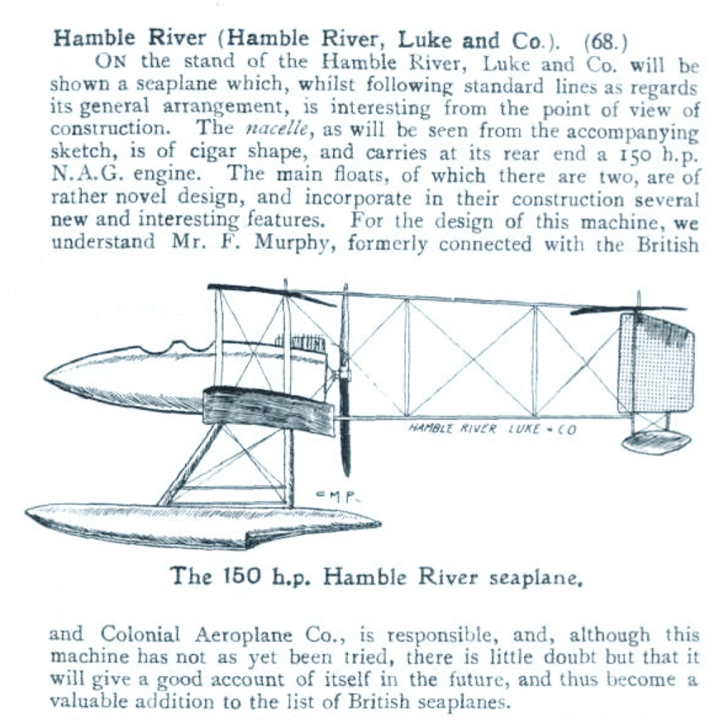 Hamble River (Hamble River, Luke and Co.). (68.)
On the stand of the Hamble River, Luke and Co. will be
shown a seaplane which, whilst following standard lines as regards
its general arrangement, is interesting from the point of view of
construction. The nacelle, as will be seen from the accompanying
sketch, is of cigar shape, and carries at its rear end a 150 h.p.
N.A.G. engine. The main floats, of which there are two, are of
rather novel design, and incorporate in their construction several
new and interesting features. For the design of this machine, we
understand Mr. F. Murphy, formerly connected with the British
HAMBLE RIVER LUKE & CO
The 150 h.p. Hamble River seaplane.
and Colonial Aeroplane Co., is responsible, and, although this
machine has not as yet been tried, there is little doubt but that it
will give a good account of itself in the future, and thus become a
valuable addition to the list of British seaplanes.